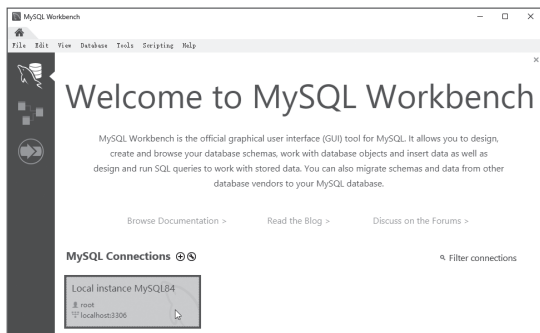 MySQL Workbench
File Edit View Database Tools Scripting Help
Welcome to MySQL Workbench
MySQL Workbench is the official graphical user interface (GUI) tool for MySQL. It allows you to design,
create and browse your database schemas, work with database objects and insert data as well as
design and run SQL queries to work with stored data. You can also migrate schemas and data from other
database vendors to your MySQL database.
Browse Documentation >
Read the Blog >
Discuss on the Forums >
MySQL Connections
Filter connections
Local instance MySQL84
root
localhost:3306